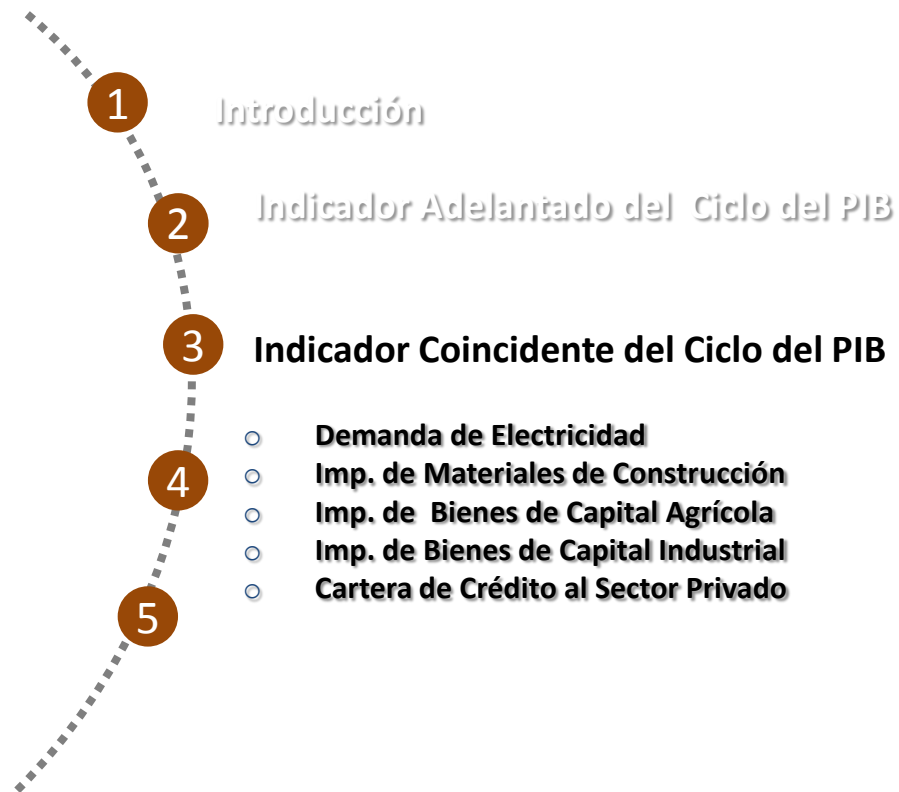 1
Introducción
2
Indicador Adelantado del Ciclo del PIB
3
Indicador Coincidente del Ciclo del PIB
o Demanda de Electricidad
o Imp. de Materiales de Construcción
4
o Imp. de Bienes de Capital Agrícola
o Imp. de Bienes de Capital Industrial
o Cartera de Crédito al Sector Privado
5